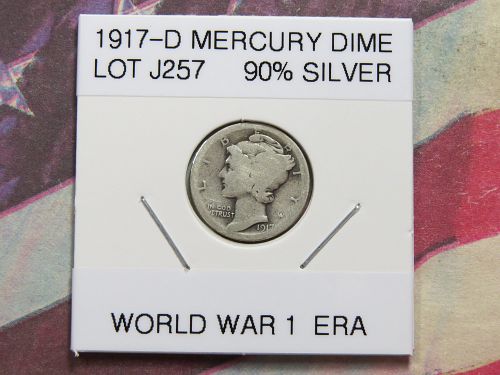 1917-D MERCURY DIME
LOT J257 90% SILVER
LIBERTY
IN GOD
WE TRUST
1917
WORLD WAR 1 ERA